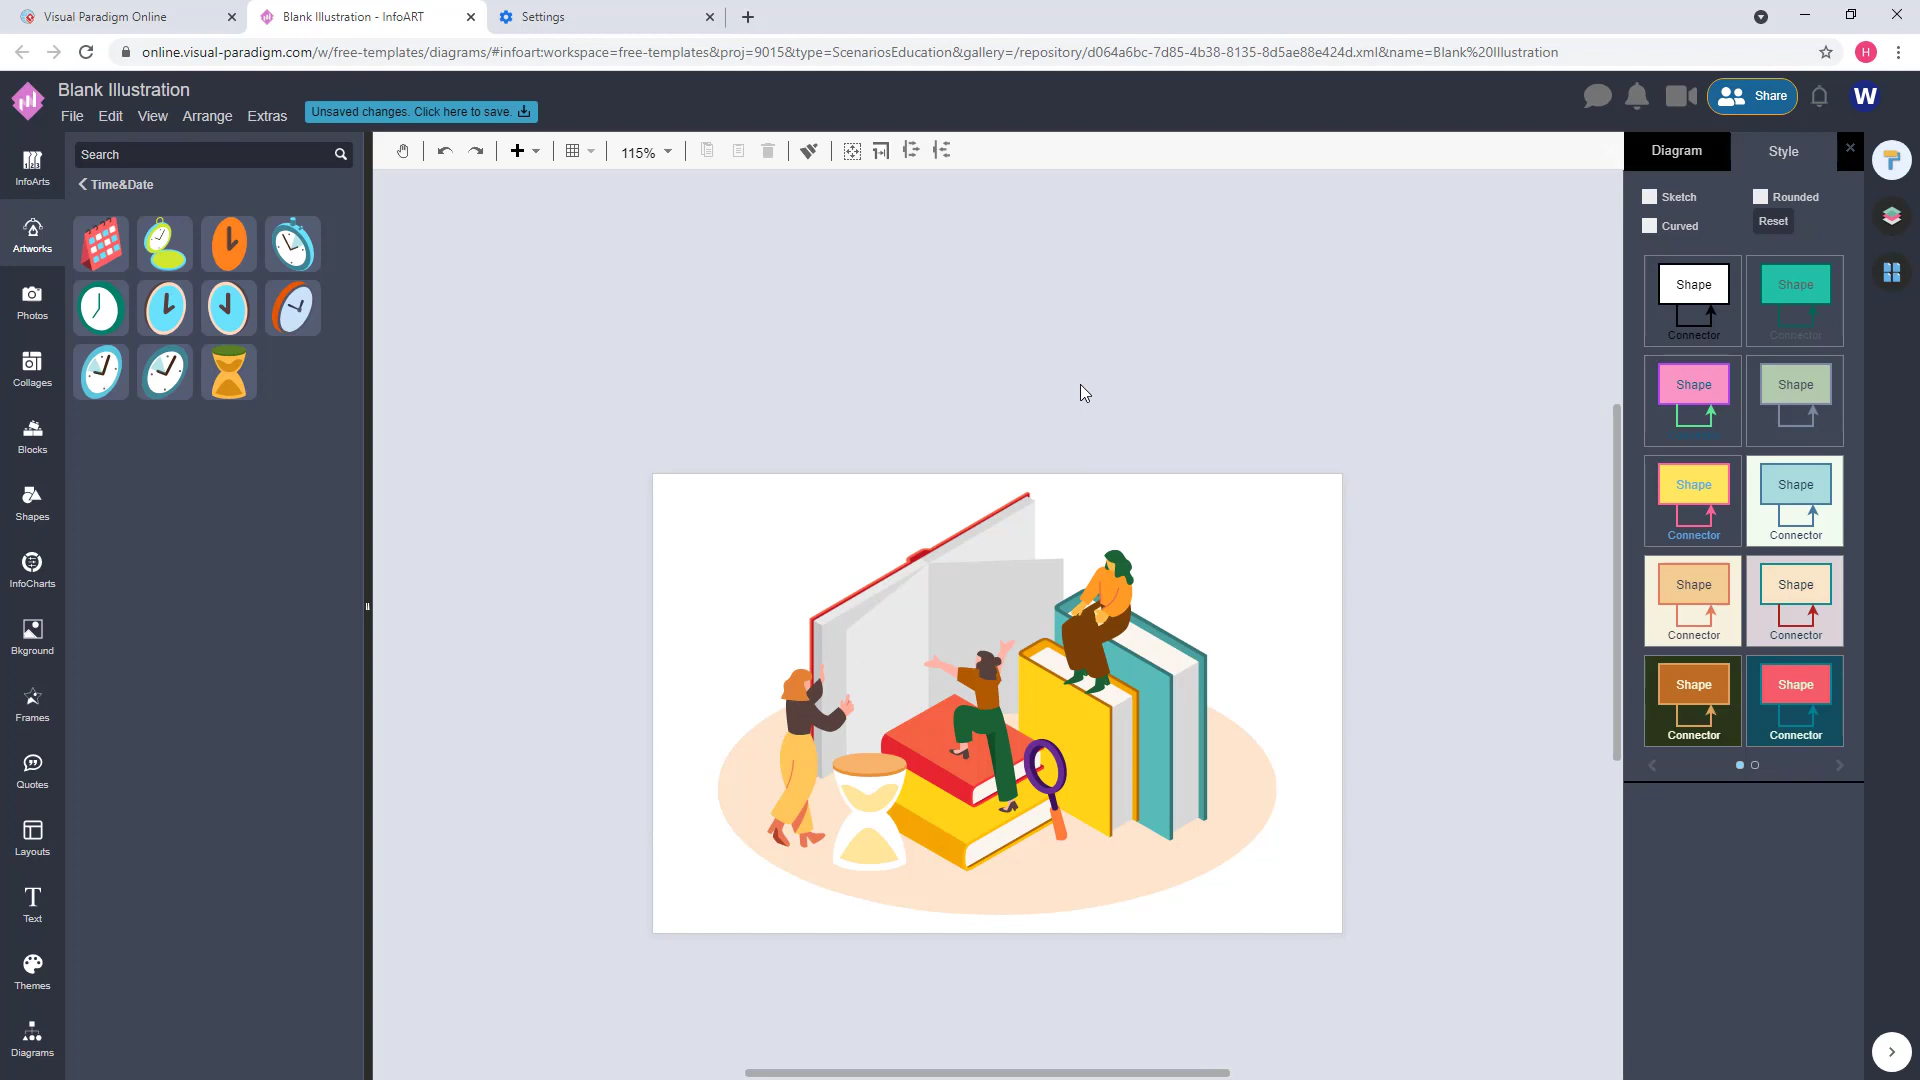 Visual Paradigm Online
Blank Illustration - InfoART
Settings
online.visual-paradigm.com/w/free-templates/diagrams/#infoart:workspace=free-templates&proj=9015&type=ScenariosEducation&gallery=/repository/d064a6bc-7d85-4b38-8135-8d5ae88e424d.xml&name=Blank%20Illustration
H
Blank Illustration
File Edit View Arrange Extras
Unsaved changes. Click here to save.
Share
W
InfoArts
Artworks
Photos
Collages
Blocks
Shapes
InfoCharts
Bkground
Frames
Quotes
Layouts
Text
Themes
Diagrams
Search
Time&Date
115%
Diagram
Style
Sketch
Rounded
Curved
Reset
Shape
Connector
Shape
Connector
Shape
Shape
Shape
Connector
Shape
Connector
Shape
Connector
Shape
Connector
Shape
Connector
Shape
Connector